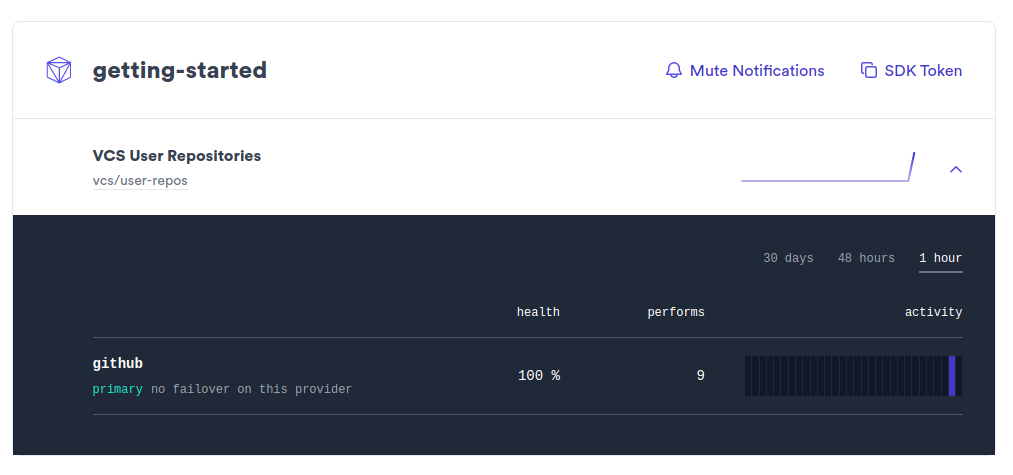 getting-started
Mute Notifications
SDK Token
VCS User Repositories
vcs/user-repos
30 days 48 hours 1 hour
health performs activity
github
100 % 9
primary no failover on this provider